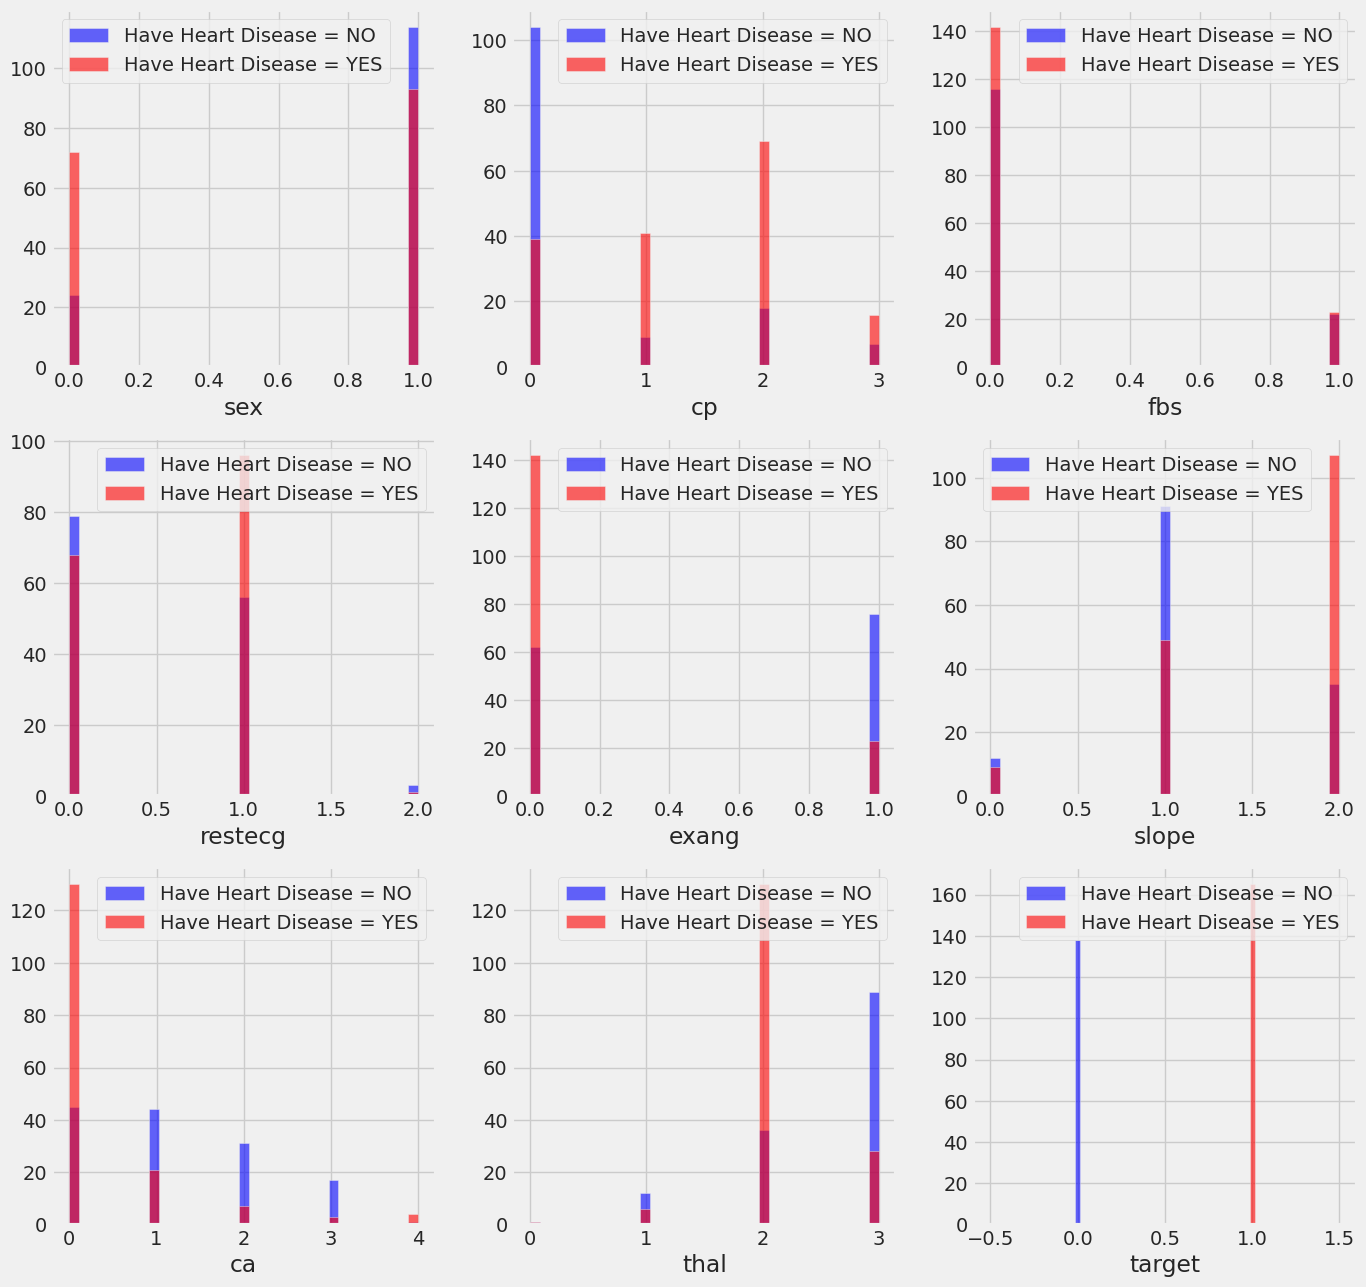 Have Heart Disease = NO
Have Heart Disease = YES
100
80
60
40
20
0
0.0 0.2 0.4 0.6 0.8 1.0
sex
Have Heart Disease = NO
Have Heart Disease = YES
100
80
60
40
20
0
0 1 2 3
cp
Have Heart Disease = NO
Have Heart Disease = YES
140
120
100
80
60
40
20
0
0.0 0.2 0.4 0.6 0.8 1.0
fbs
Have Heart Disease = NO
Have Heart Disease = YES
100
80
60
40
20
0
0.0 0.5 1.0 1.5 2.0
restecg
Have Heart Disease = NO
Have Heart Disease = YES
140
120
100
80
60
40
20
0
0.0 0.2 0.4 0.6 0.8 1.0
exang
Have Heart Disease = NO
Have Heart Disease = YES
100
80
60
40
20
0
0.0 0.5 1.0 1.5 2.0
slope
Have Heart Disease = NO
Have Heart Disease = YES
120
100
80
60
40
20
0
0 1 2 3 4
ca
Have Heart Disease = NO
Have Heart Disease = YES
120
100
80
60
40
20
0
0 1 2 3
thal
Have Heart Disease = NO
Have Heart Disease = YES
160
140
120
100
80
60
40
20
0
−0.5 0.0 0.5 1.0 1.5
target